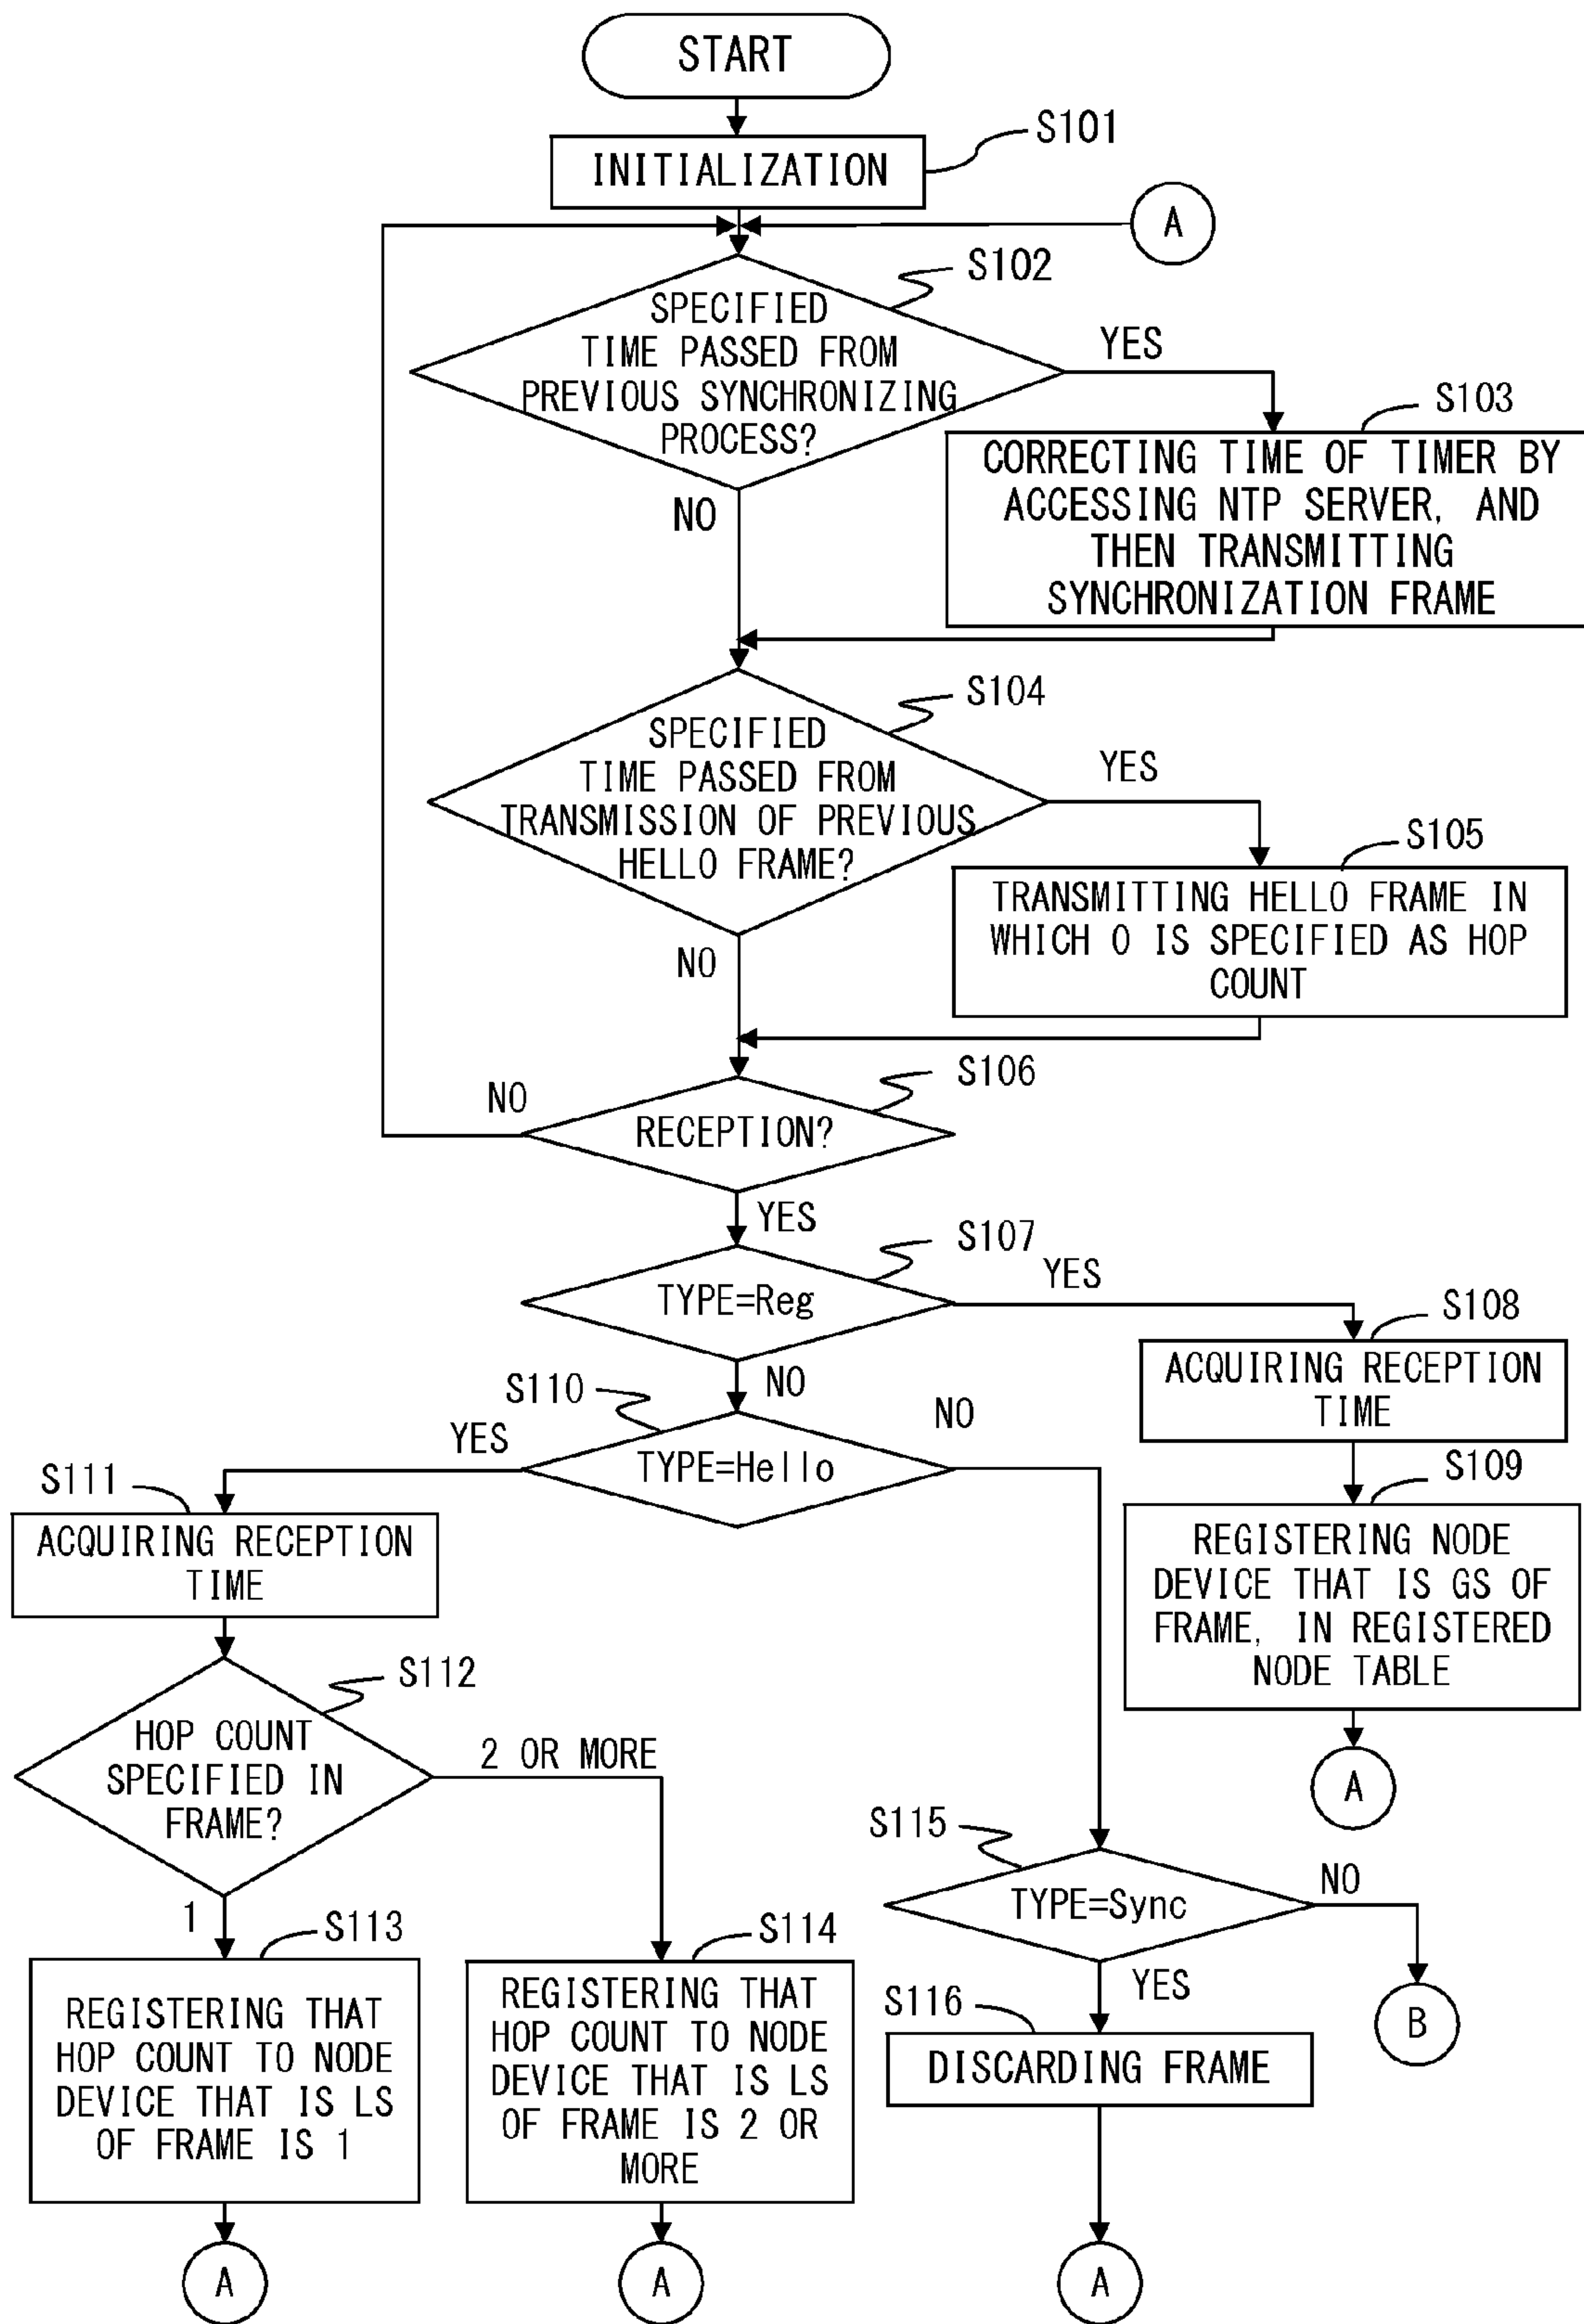 START
S101
INITIALIZATION
A
S102
SPECIFIED
TIME PASSED FROM
PREVIOUS SYNCHRONIZING
PROCESS?
YES
NO
S103
CORRECTING TIME OF TIMER BY
ACCESSING NTP SERVER, AND
THEN TRANSMITTING
SYNCHRONIZATION FRAME
S104
SPECIFIED
TIME PASSED FROM
TRANSMISSION OF PREVIOUS
HELLO FRAME?
YES
NO
S105
TRANSMITTING HELLO FRAME IN
WHICH 0 IS SPECIFIED AS HOP
COUNT
S106
NO
RECEPTION?
YES
S107
TYPE=Reg
YES
NO
S108
ACQUIRING RECEPTION
TIME
S109
REGISTERING NODE
DEVICE THAT IS GS OF
FRAME, IN REGISTERED
NODE TABLE
A
S110
YES
TYPE=Hello
NO
S111
ACQUIRING RECEPTION
TIME
S112
HOP COUNT
SPECIFIED IN
FRAME?
2 OR MORE
1
S113
REGISTERING THAT
HOP COUNT TO NODE
DEVICE THAT IS LS
OF FRAME IS 1
A
S114
REGISTERING THAT
HOP COUNT TO NODE
DEVICE THAT IS LS
OF FRAME IS 2 OR
MORE
A
S115
TYPE=Sync
NO
B
YES
S116
DISCARDING FRAME
A